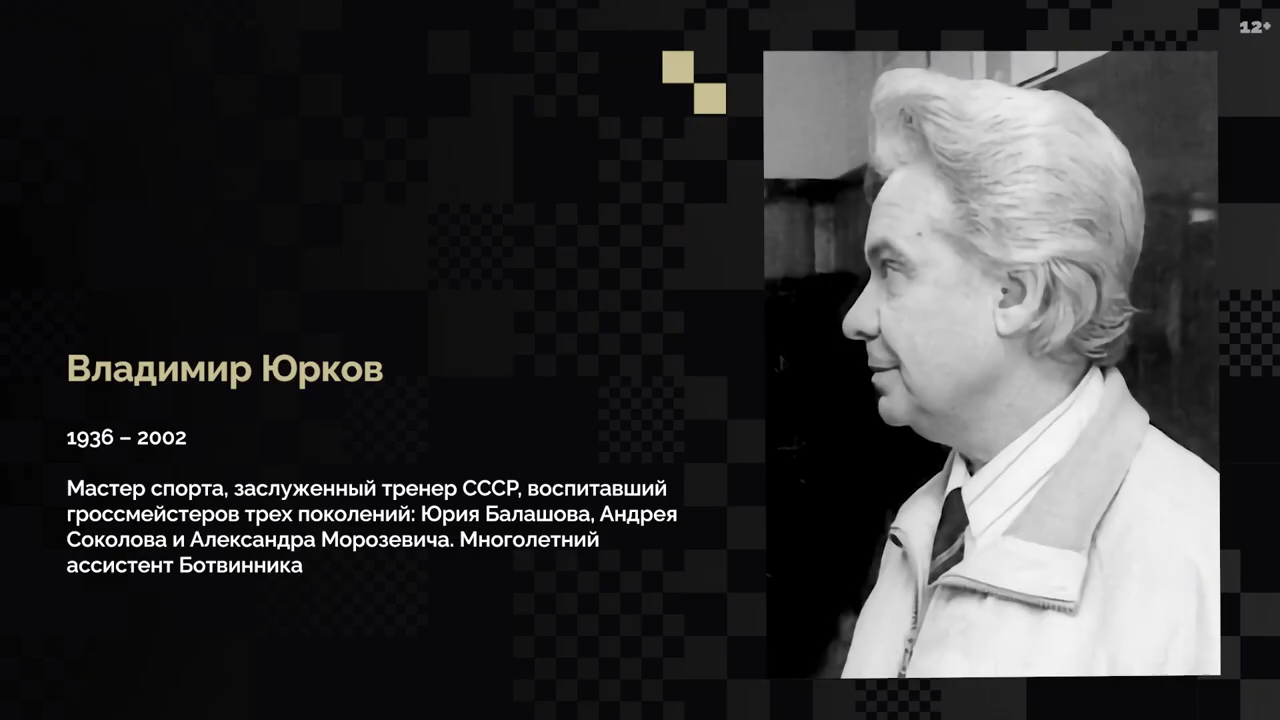 12+
Владимир Юрков
1936 – 2002
Мастер спорта, заслуженный тренер СССР, воспитавший
гроссмейстеров трех поколений: Юрия Балашова, Андрея
Соколова и Александра Морозевича. Многолетний
ассистент Ботвинника